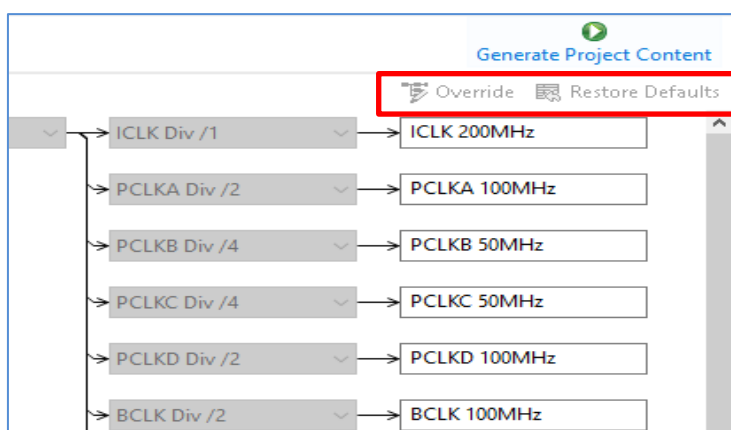 Generate Project Content
Override Restore Defaults
ICLK Div /1 ICLK 200MHz
PCLKA Div /2 PCLKA 100MHz
PCLKB Div /4 PCLKB 50MHz
PCLKC Div /4 PCLKC 50MHz
PCLKD Div /2 PCLKD 100MHz
BCLK Div /2 BCLK 100MHz